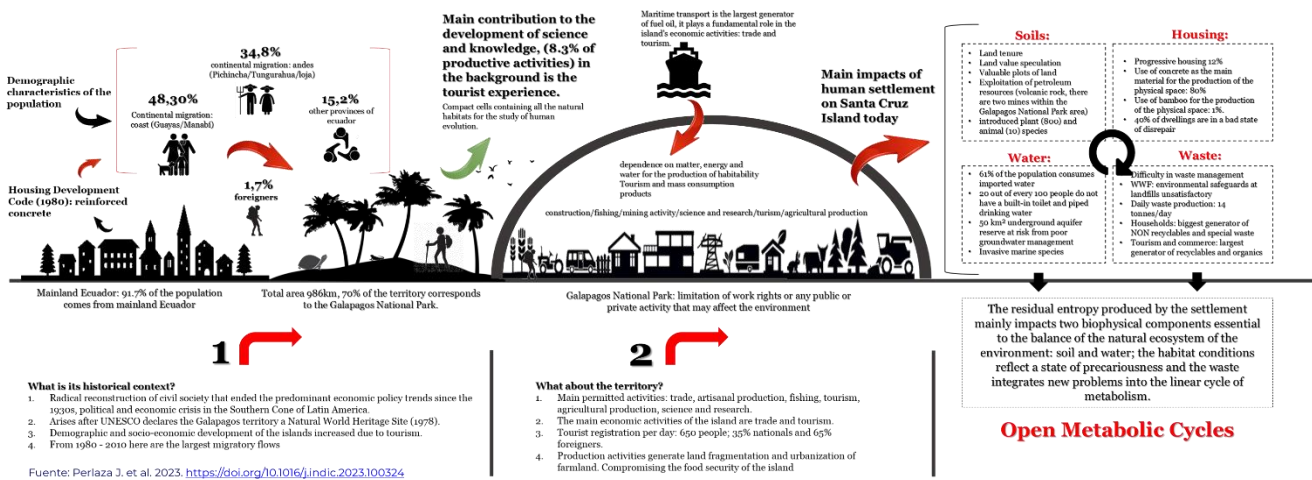 Demographic
characteristics of the
population
Housing Development
Code (1980): reinforced
concrete
34,8%
continental migration: andes
(Pichincha/Tungurahua/loja)
48,30%
Continental migration:
coast (Guayas/Manabi)
15,2%
other provinces of
ecuador
1,7%
foreigners
Mainland Ecuador: 91.7% of the population
comes from mainland Ecuador
Total area 986km, 70% of the territory corresponds
to the Galapagos National Park.
Main contribution to the
development of science
and knowledge, (8.3% of
productive activities) in
the background is the
tourist experience.
Compact cells containing all the natural
habitats for the study of human
evolution.
Maritime transport is the largest generator
of fuel oil, it plays a fundamental role in the
island's economic activities: trade and
tourism.
dependence on matter, energy and
water for the production of habitability
Tourism and mass consumption
products
construction/fishing/mining activity/science and research/turism/agricultural production
Galapagos National Park: limitation of work rights or any public or
private activity that may affect the environment
Main impacts of
human settlement
on Santa Cruz
Island today
Soils:
• Land tenure
• Land value speculation
• Valuable plots of land
• Exploitation of petroleum
resources (volcanic rock, there
are two mines within the
Galapagos National Park area)
• introduced plant (800) and
animal (10) species
Housing:
• Progressive housing 12%
• Use of concrete as the main
material for the production of the
physical space: 80%
• Use of bamboo for the production
of the physical space: 1%.
• 40% of dwellings are in a bad state
of disrepair
Water:
• 61% of the population consumes
imported water
• 20 out of every 100 people do not
have a built-in toilet and piped
drinking water
• 50 km² underground aquifer
reserve at risk from poor
groundwater management
• Invasive marine species
Waste:
• Difficulty in waste management
• WWF: environmental safeguards at
landfills unsatisfactory
• Daily waste production: 14
tonnes/day
• Households: biggest generator of
NON recyclables and special waste
• Tourism and commerce: largest
generator of recyclables and organics
The residual entropy produced by the settlement
mainly impacts two biophysical components essential
to the balance of the natural ecosystem of the
environment: soil and water; the habitat conditions
reflect a state of precariousness and the waste
integrates new problems into the linear cycle of
metabolism.
Open Metabolic Cycles
1
What is its historical context?
1. Radical reconstruction of civil society that ended the predominant economic policy trends since the
1930s, political and economic crisis in the Southern Cone of Latin America.
2. Arises after UNESCO declares the Galapagos territory a Natural World Heritage Site (1978).
3. Demographic and socio-economic development of the islands increased due to tourism.
4. From 1980 - 2010 here are the largest migratory flows
2
What about the territory?
1. Main permitted activities: trade, artisanal production, fishing, tourism,
agricultural production, science and research.
2. The main economic activities of the island are trade and tourism.
3. Tourist registration per day: 650 people; 35% nationals and 65%
foreigners.
4. Production activities generate land fragmentation and urbanization of
farmland. Compromising the food security of the island
Fuente: Perlaza J. et al. 2023. https://doi.org/10.1016/j.indic.2023.100324